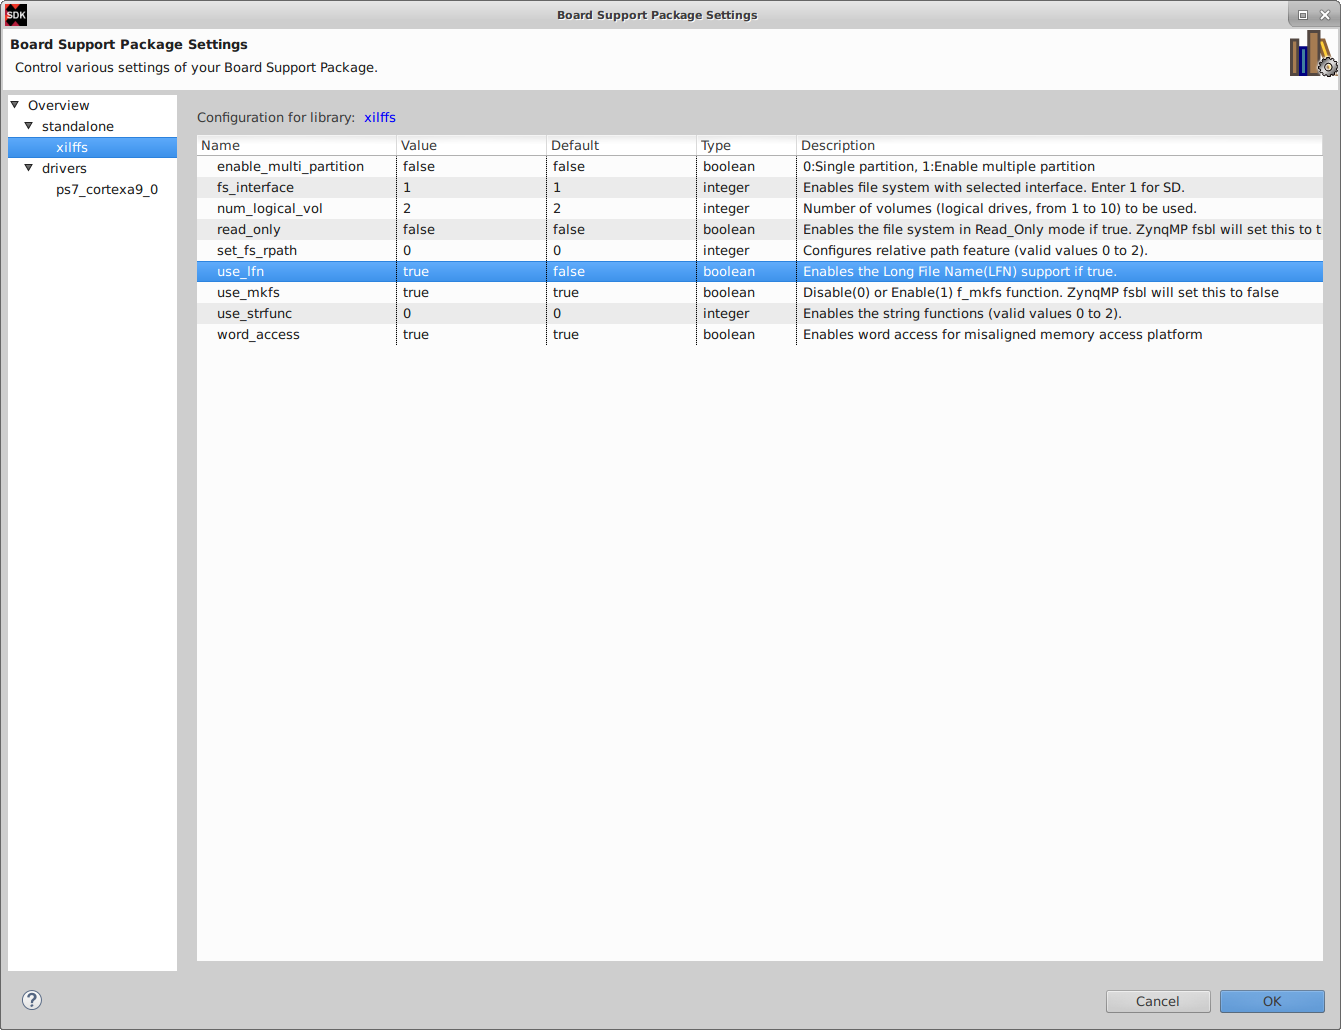 SDK
Board Support Package Settings
Board Support Package Settings
Control various settings of your Board Support Package.
Overview
standalone
xilffs
drivers
ps7_cortexa9_0
Configuration for library: xilffs
Name Value Default Type Description
enable_multi_partition false false boolean 0:Single partition, 1:Enable multiple partition
fs_interface 1 1 integer Enables file system with selected interface. Enter 1 for SD.
num_logical_vol 2 2 integer Number of volumes (logical drives, from 1 to 10) to be used.
read_only false false boolean Enables the file system in Read_Only mode if true. ZynqMP fsbl will set this to t
set_fs_rpath 0 0 integer Configures relative path feature (valid values 0 to 2).
use_lfn true false boolean Enables the Long File Name(LFN) support if true.
use_mkfs true true boolean Disable(0) or Enable(1) f_mkfs function. ZynqMP fsbl will set this to false
use_strfunc 0 0 integer Enables the string functions (valid values 0 to 2).
word_access true true boolean Enables word access for misaligned memory access platform
?
Cancel OK